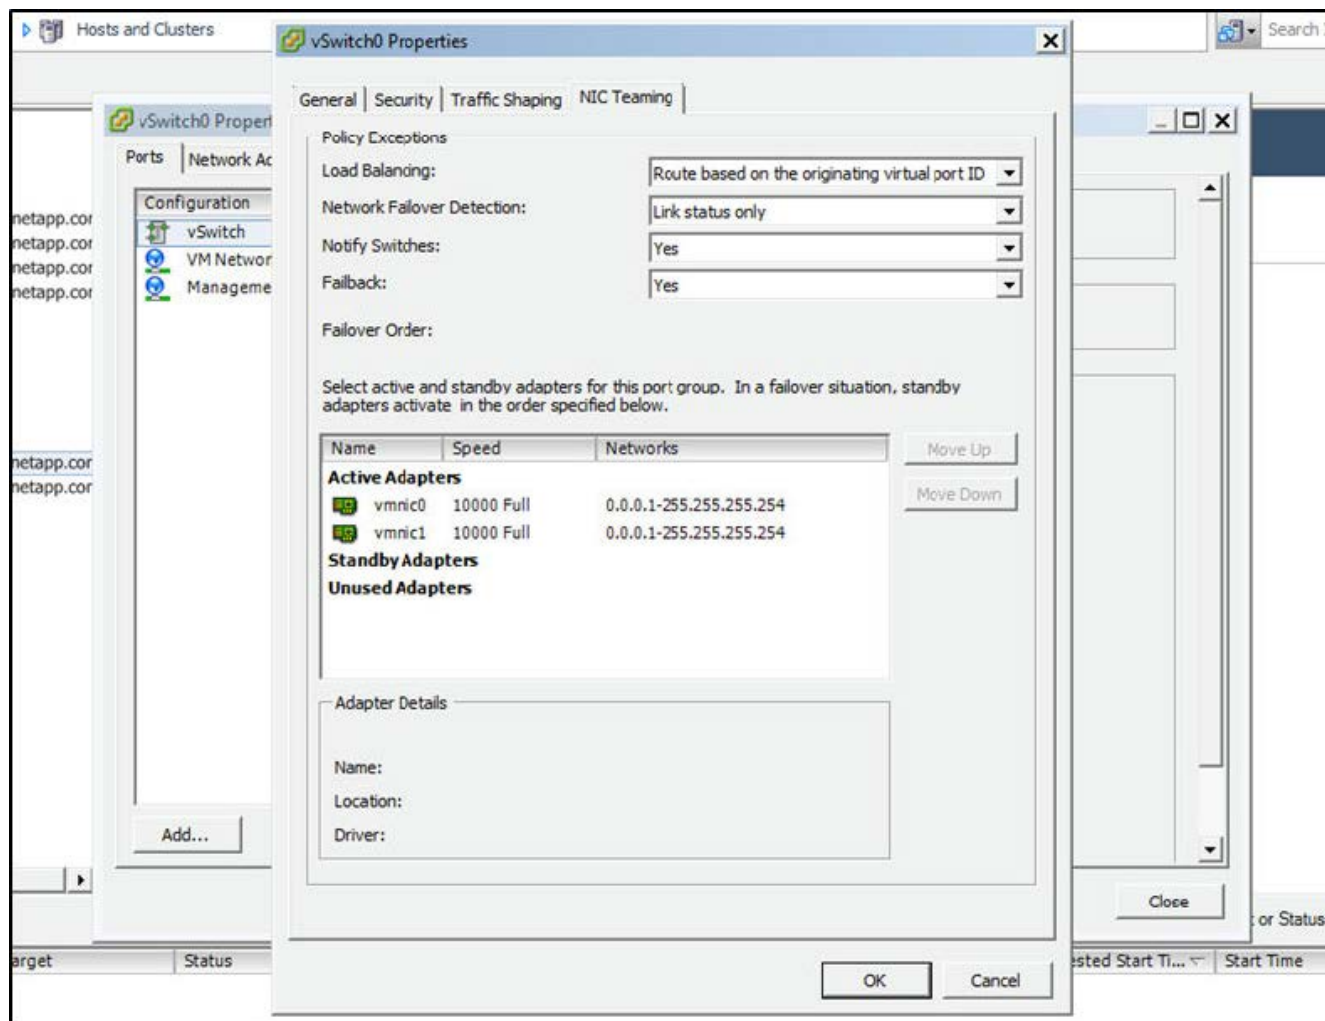 Hosts and Clusters
vSwitch0 Properties
Search
General Security Traffic Shaping NIC Teaming
vSwitch0 Propert
Ports Network Ac
Policy Exceptions
Load Balancing: Route based on the originating virtual port ID
Configuration
Network Failover Detection: Link status only
netapp.cor
vSwitch
netapp.cor
Notify Switches: Yes
VM Networ
netapp.cor
Failback: Yes
Manageme
netapp.cor
Failover Order:
Select active and standby adapters for this port group. In a failover situation, standby
adapters activate in the order specified below.
Name Speed Networks
Move Up
netapp.cor
Active Adapters
netapp.cor
Move Down
vmnic0 10000 Full 0.0.0.1-255.255.255.254
vmnic1 10000 Full 0.0.0.1-255.255.255.254
Standby Adapters
Unused Adapters
Adapter Details
Name:
Location:
Driver:
Add...
Close
or Status
arget Status
ested Start Ti... Start Time
OK Cancel